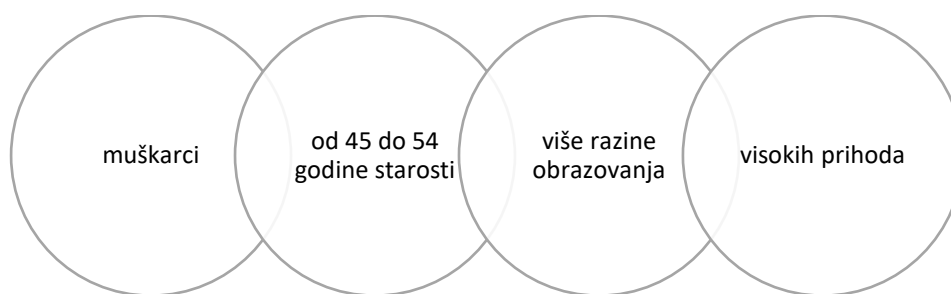 muškarci
od 45 do 54
godine starosti
više razine
obrazovanja
visokih prihoda